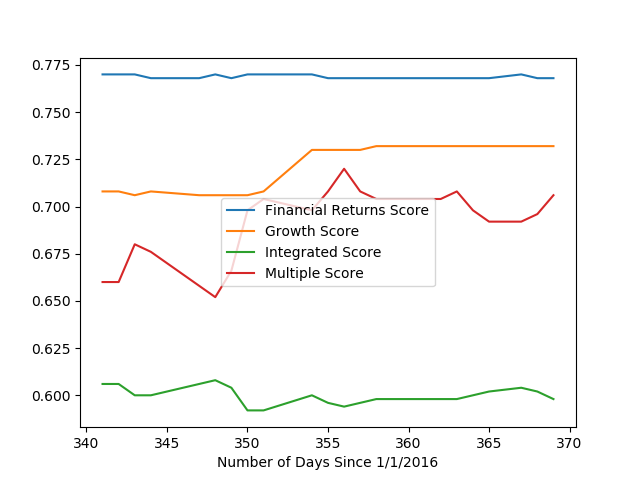 0.775
0.750
0.725
0.700
0.675
0.650
0.625
0.600
Financial Returns Score
Growth Score
Integrated Score
Multiple Score
340 345 350 355 360 365 370
Number of Days Since 1/1/2016